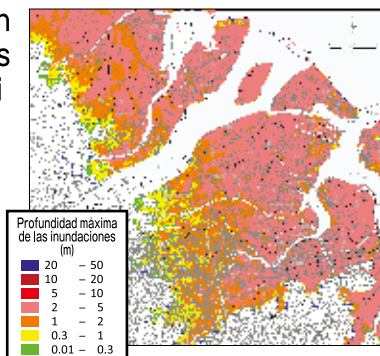 n
s
i
Profundidad máxima
de las inundaciones
(m)
20 – 50
10 – 20
5 – 10
2 – 5
1 – 2
0.3 – 1
0.01 – 0.3